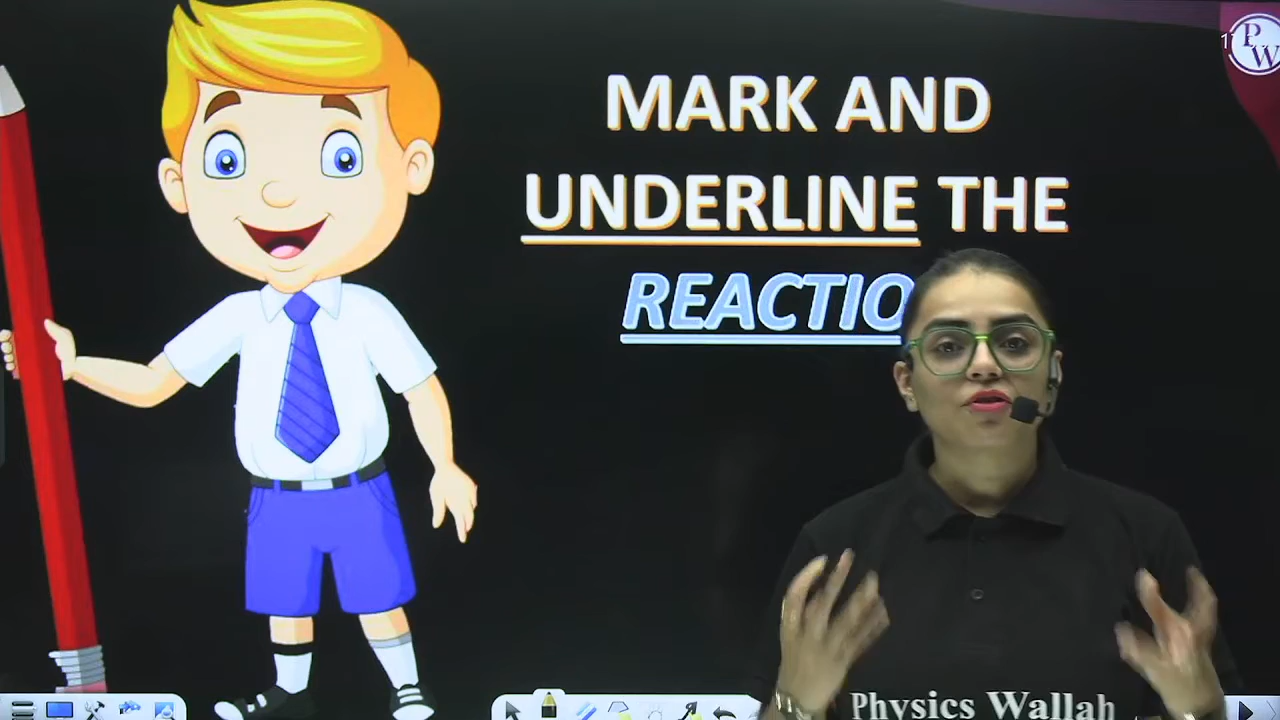 MARK AND
UNDERLINE THE
REACTIO
P
W
Physics Wallah